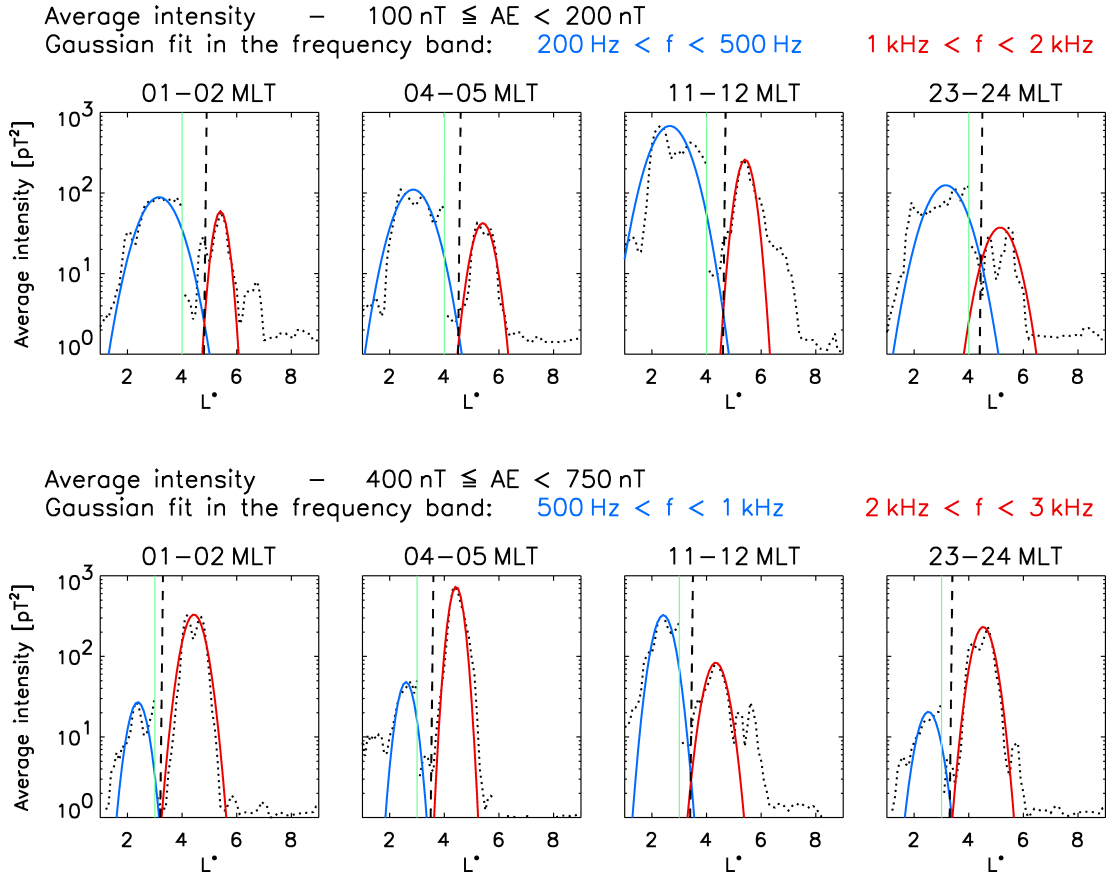 Average intensity – 100 nT ≦ AE < 200 nT
Gaussian fit in the frequency band: 200 Hz < f < 500 Hz 1 kHz < f < 2 kHz
01–02 MLT 04–05 MLT 11–12 MLT 23–24 MLT
Average intensity [pT²]
10³
10²
10¹
10⁰
2 4 6 8 2 4 6 8 2 4 6 8 2 4 6 8
L• L• L• L•
Average intensity – 400 nT ≦ AE < 750 nT
Gaussian fit in the frequency band: 500 Hz < f < 1 kHz 2 kHz < f < 3 kHz
01–02 MLT 04–05 MLT 11–12 MLT 23–24 MLT
Average intensity [pT²]
10³
10²
10¹
10⁰
2 4 6 8 2 4 6 8 2 4 6 8 2 4 6 8
L• L• L• L•